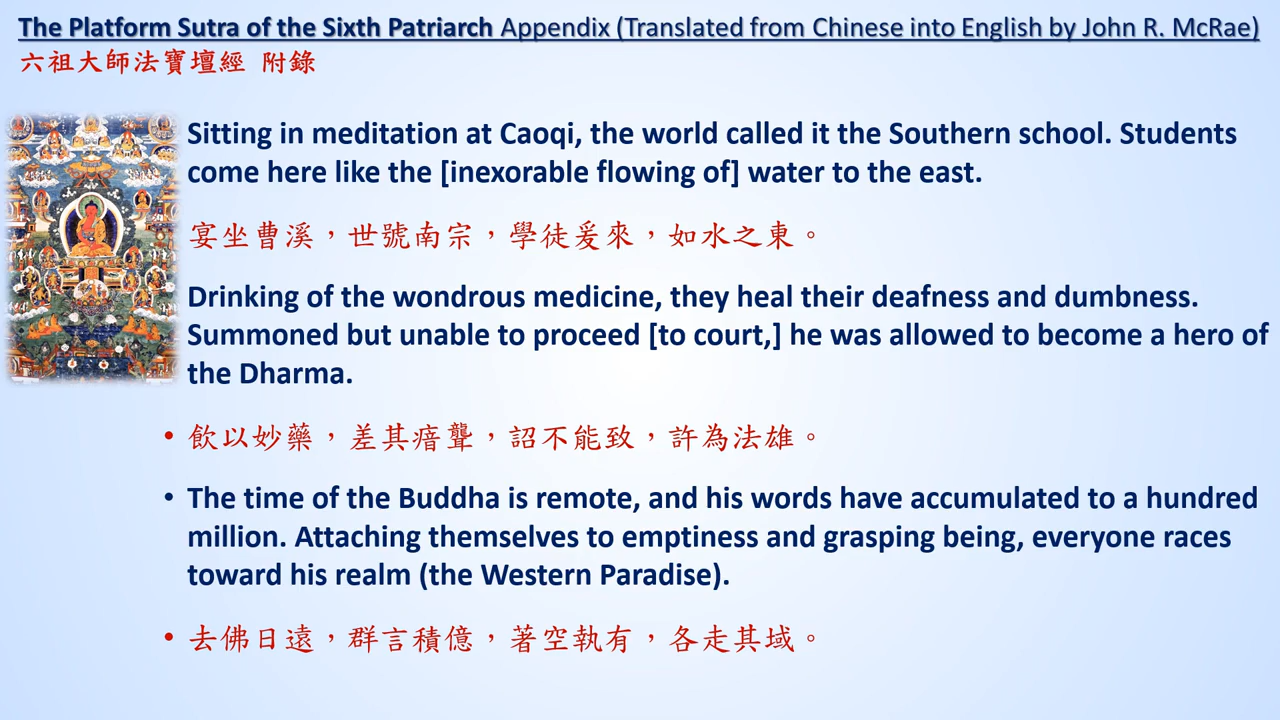 The Platform Sutra of the Sixth Patriarch Appendix (Translated from Chinese into English by John R. McRae)
六祖大師法寶壇經 附錄
Sitting in meditation at Caoqi, the world called it the Southern school. Students
come here like the [inexorable flowing of] water to the east.
宴坐曹溪，世號南宗，學徒爰來，如水之東。
Drinking of the wondrous medicine, they heal their deafness and dumbness.
Summoned but unable to proceed [to court,] he was allowed to become a hero of
the Dharma.
• 飲以妙藥，差其瘖聾，詔不能致，許為法雄。
• The time of the Buddha is remote, and his words have accumulated to a hundred
million. Attaching themselves to emptiness and grasping being, everyone races
toward his realm (the Western Paradise).
• 去佛日遠，群言積億，著空執有，各走其域。